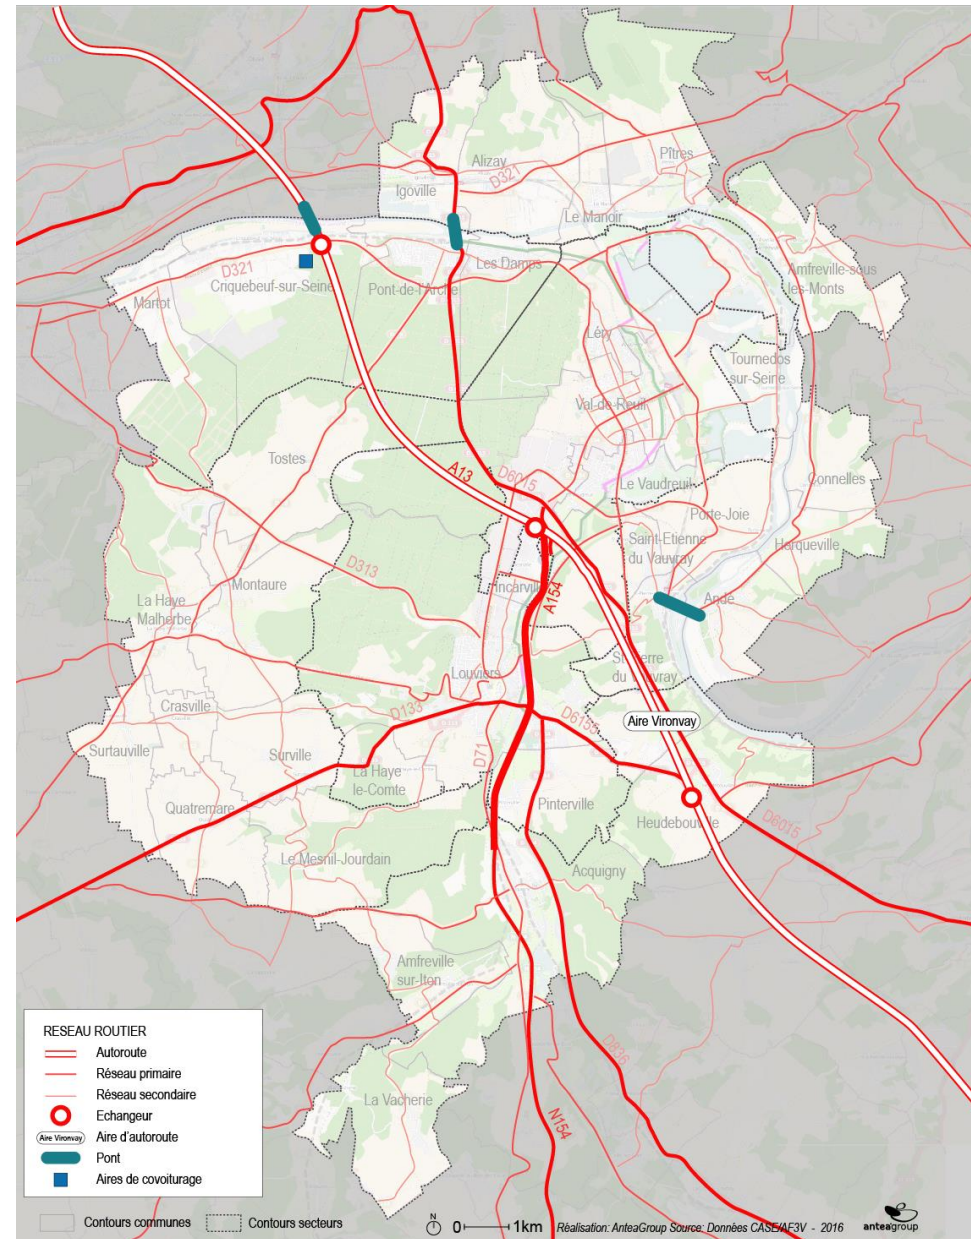 Alizay
Pîtres
Igoville
D321
Le Manoir
Les Damps
D321
Criquebeuf-sur-Seine
Pont-de-l'Arche
Martot
Amfreville-sous
les-Monts
Léry
Tournedos
sur-Seine
Val-de-Reuil
Tostes
A13
D6015
Le Vaudreuil
Connelles
Porte-Joie
Saint-Etienne
du Vauvray
Herqueville
D313
Incarville
A154
Montaure
La Haye
Malherbe
Andé
Louviers
St Pierre
du Vauvray
Crasville
D133
D6155
Aire Vironvay
Surtauville
Surville
D71
La Haye
le-Comte
Pinterville
Quatremare
Heudebouville
D6015
Le Mesnil-Jourdain
Acquigny
Amfreville
sur-Iton
D836
La Vacherie
N154
RESEAU ROUTIER
Autoroute
Réseau primaire
Réseau secondaire
Echangeur
Aire Vironvay
Aire d'autoroute
Pont
Aires de covoiturage
Contours communes
Contours secteurs
N
0
1km
Réalisation: AnteaGroup Source: Données CASE/AF3V - 2016
anteagroup